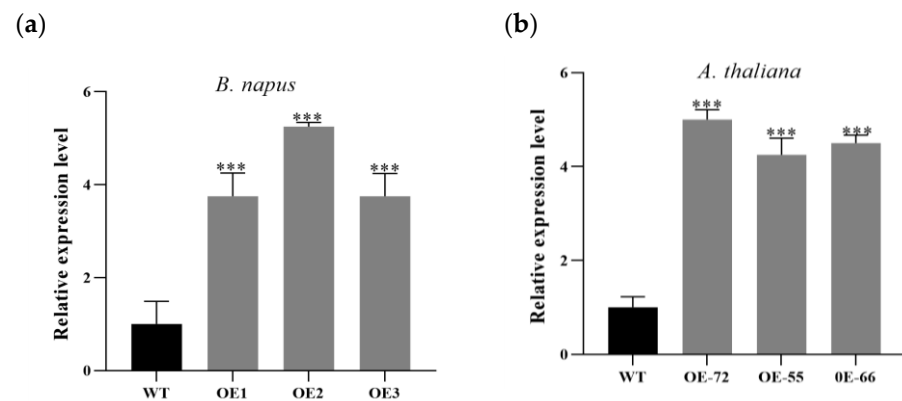 (a)
B. napus
Relative expression level
6
4
2
0
***
***
***
WT OE1 OE2 OE3
(b)
A. thaliana
Relative expression level
6
4
2
0
***
***
***
WT OE-72 OE-55 0E-66